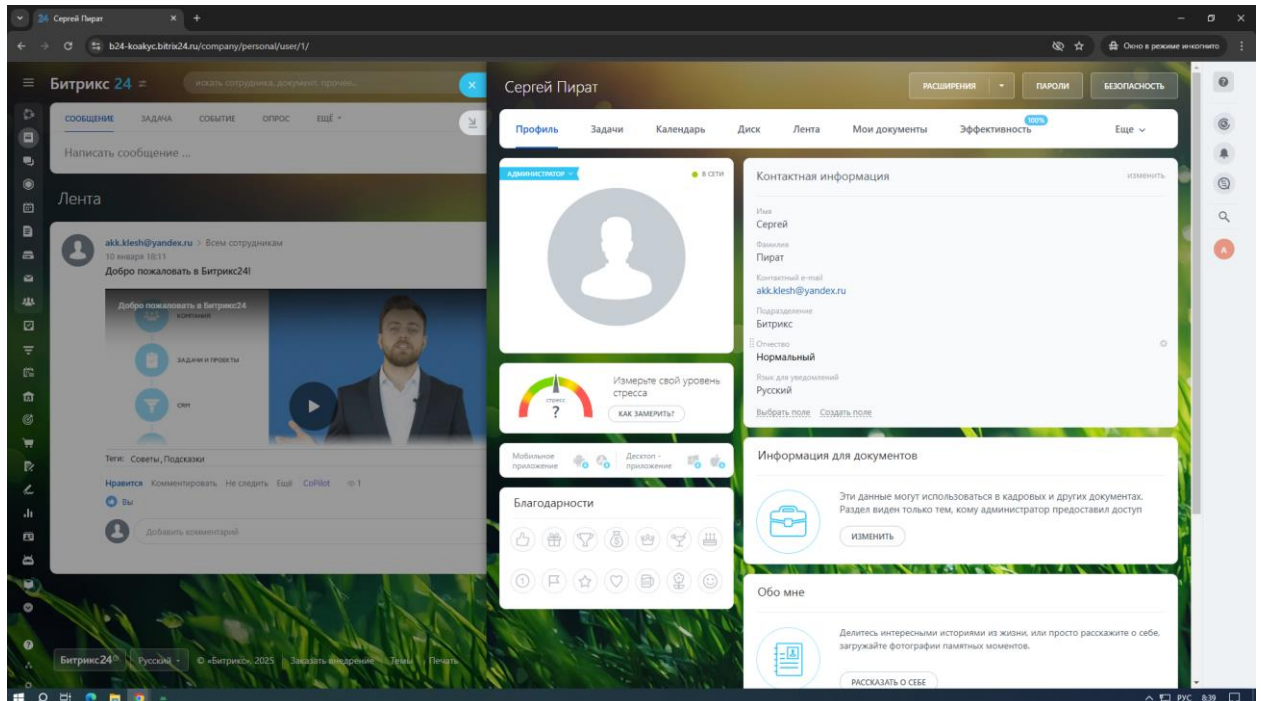 24 Сергей Пират
b24-koakyc.bitrix24.ru/company/personal/user/1/
Окно в режиме инкогнито
Битрикс 24
искать сотрудника, документ, прочее...
СООБЩЕНИЕ ЗАДАЧА СОБЫТИЕ ОПРОС ЕЩЁ
Написать сообщение ...
Лента
akk.klesh@yandex.ru > Всем сотрудникам
10 января 18:11
Добро пожаловать в Битрикс24!
Добро пожаловать в Битрикс24
КОМПАНИЯ
ЗАДАЧИ И ПРОЕКТЫ
CRM
Теги: Советы, Подсказки
Нравится Комментировать Не следить Ещё CoPilot 1
Вы
Добавить комментарий
Битрикс24 Русский © «Битрикс», 2025 Заказать внедрение Темы Печать
Сергей Пират
РАСШИРЕНИЯ ПАРОЛИ БЕЗОПАСНОСТЬ
100%
Профиль Задачи Календарь Диск Лента Мои документы Эффективность Еще
АДМИНИСТРАТОР
В СЕТИ
Измерьте свой уровень
стресса
стресс
?
КАК ЗАМЕРИТЬ?
Мобильное
приложение
Десктоп -
приложение
Благодарности
Контактная информация
изменить
Имя
Сергей
Фамилия
Пират
Контактный e-mail
akk.klesh@yandex.ru
Подразделение
Битрикс
Отчество
Нормальный
Язык для уведомлений
Русский
Выбрать поле Создать поле
Информация для документов
Эти данные могут использоваться в кадровых и других документах.
Раздел виден только тем, кому администратор предоставил доступ
ИЗМЕНИТЬ
Обо мне
Делитесь интересными историями из жизни, или просто расскажите о себе,
загружайте фотографии памятных моментов.
РАССКАЗАТЬ О СЕБЕ
A
РУС 8:39